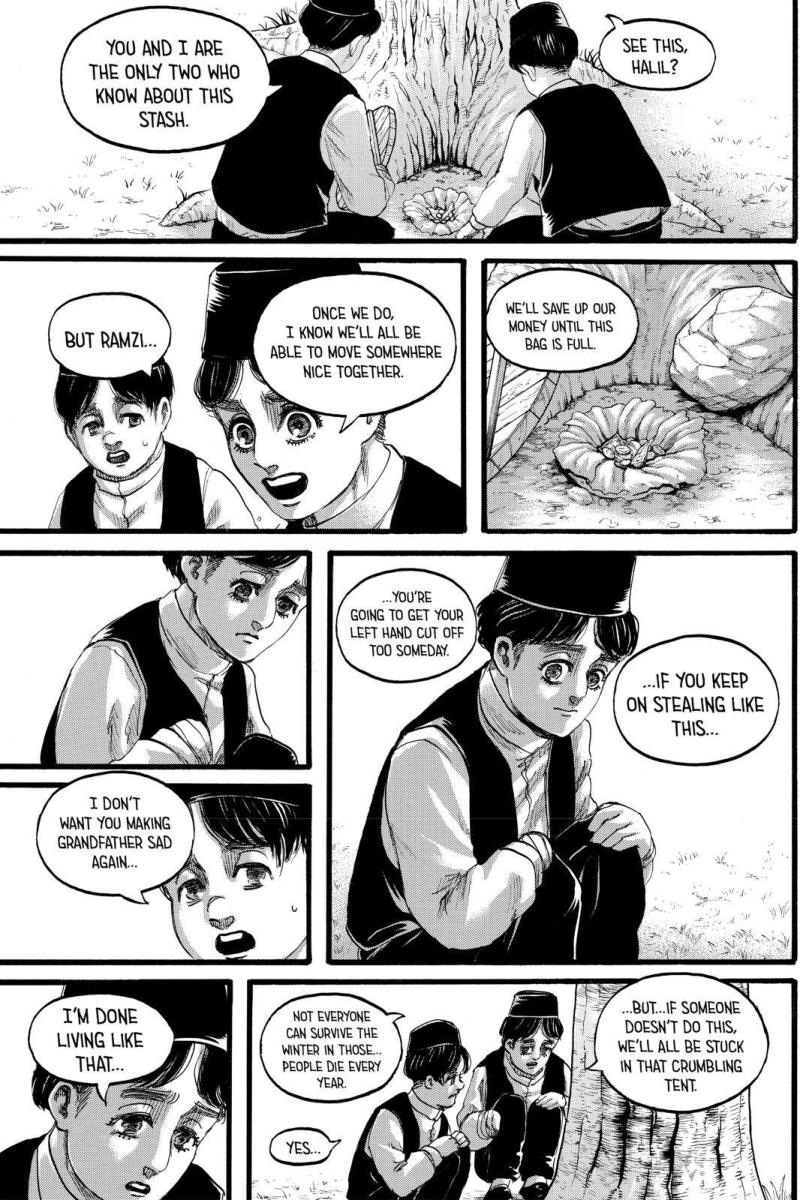 SEE THIS,
HALIL?
YOU AND I ARE
THE ONLY TWO WHO
KNOW ABOUT THIS
STASH.
WE'LL SAVE UP OUR
MONEY UNTIL THIS
BAG IS FULL.
ONCE WE DO,
I KNOW WE'LL ALL BE
ABLE TO MOVE SOMEWHERE
NICE TOGETHER.
BUT RAMZI...
...IF YOU KEEP
ON STEALING LIKE
THIS...
...YOU'RE
GOING TO GET YOUR
LEFT HAND CUT OFF
TOO SOMEDAY.
I DON'T
WANT YOU MAKING
GRANDFATHER SAD
AGAIN...
...BUT...IF SOMEONE
DOESN'T DO THIS,
WE'LL ALL BE STUCK
IN THAT CRUMBLING
TENT.
NOT EVERYONE
CAN SURVIVE THE
WINTER IN THOSE...
PEOPLE DIE EVERY
YEAR.
YES...
I'M DONE
LIVING LIKE
THAT...